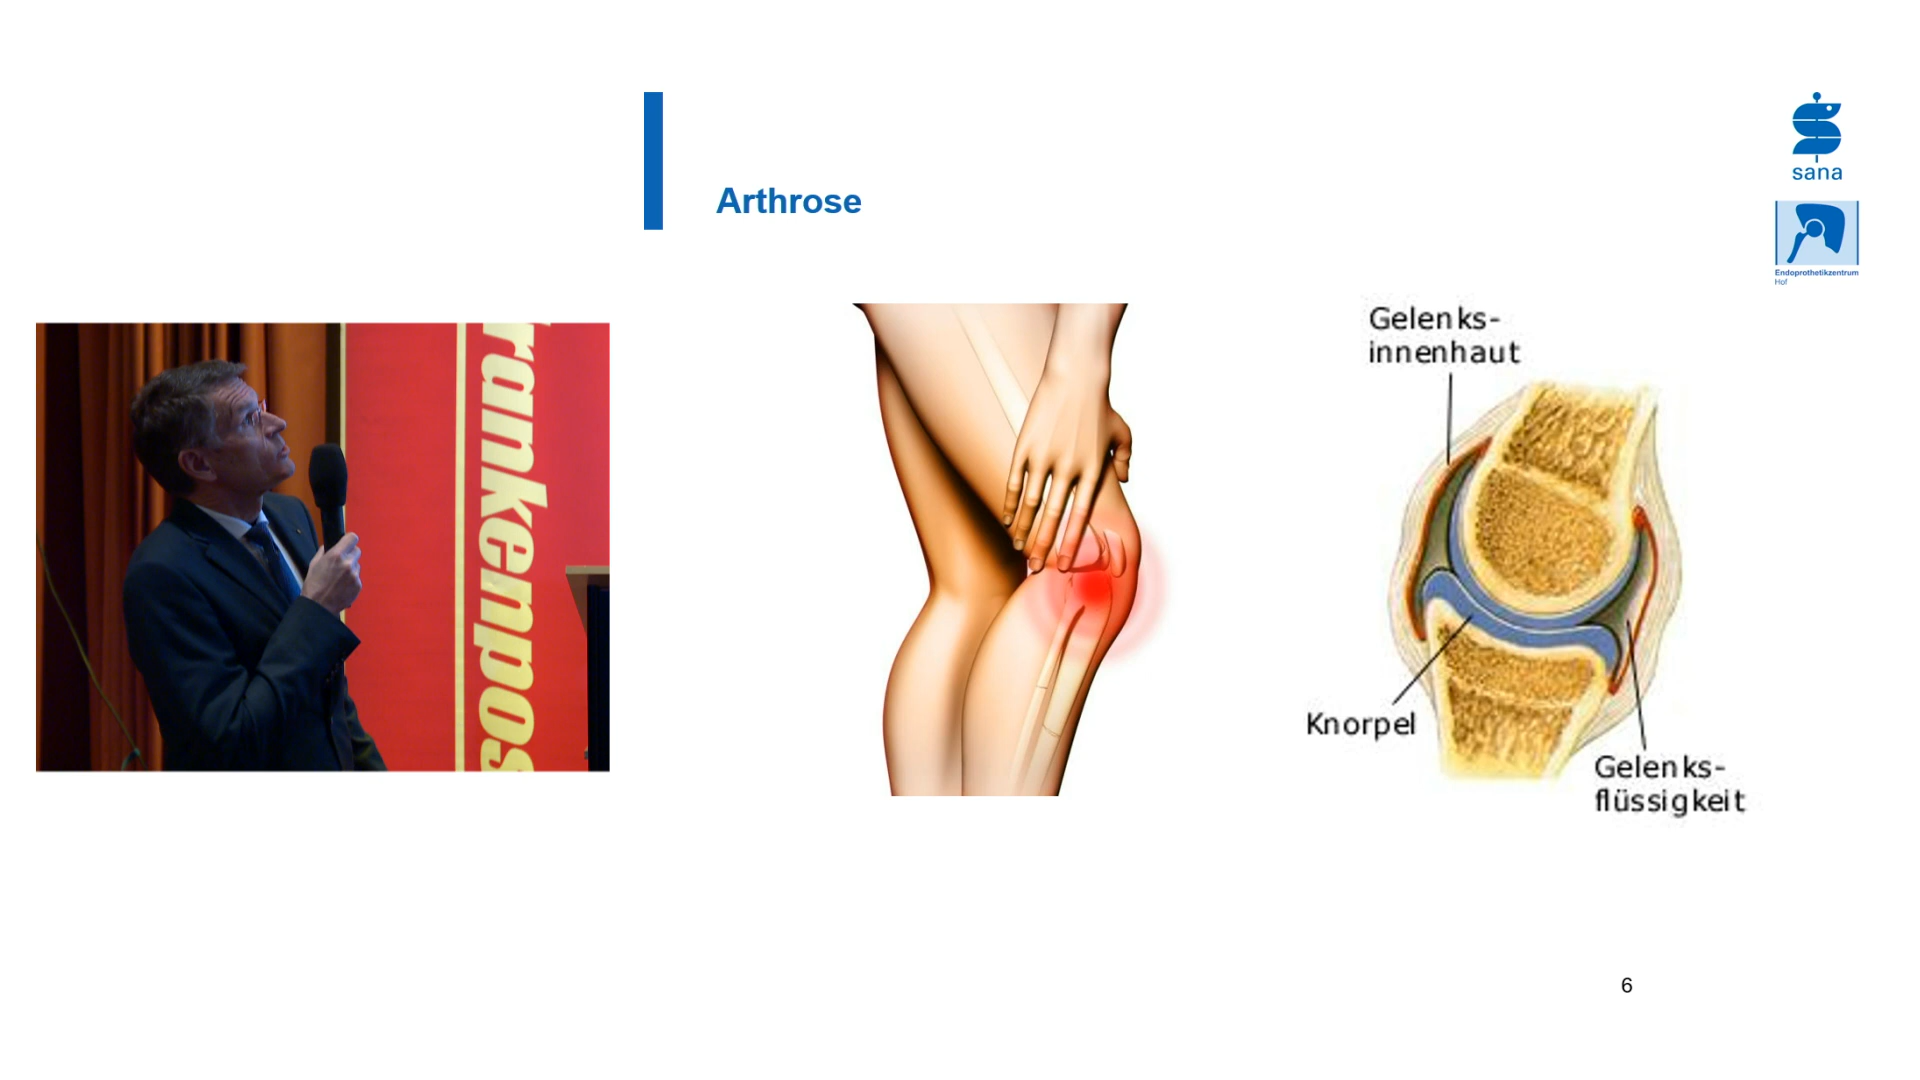 Arthrose
sana
Endoprothetikzentrum
Hof
rankenpos
Gelenks-
innenhaut
Knorpel
Gelenks-
flüssigkeit
6